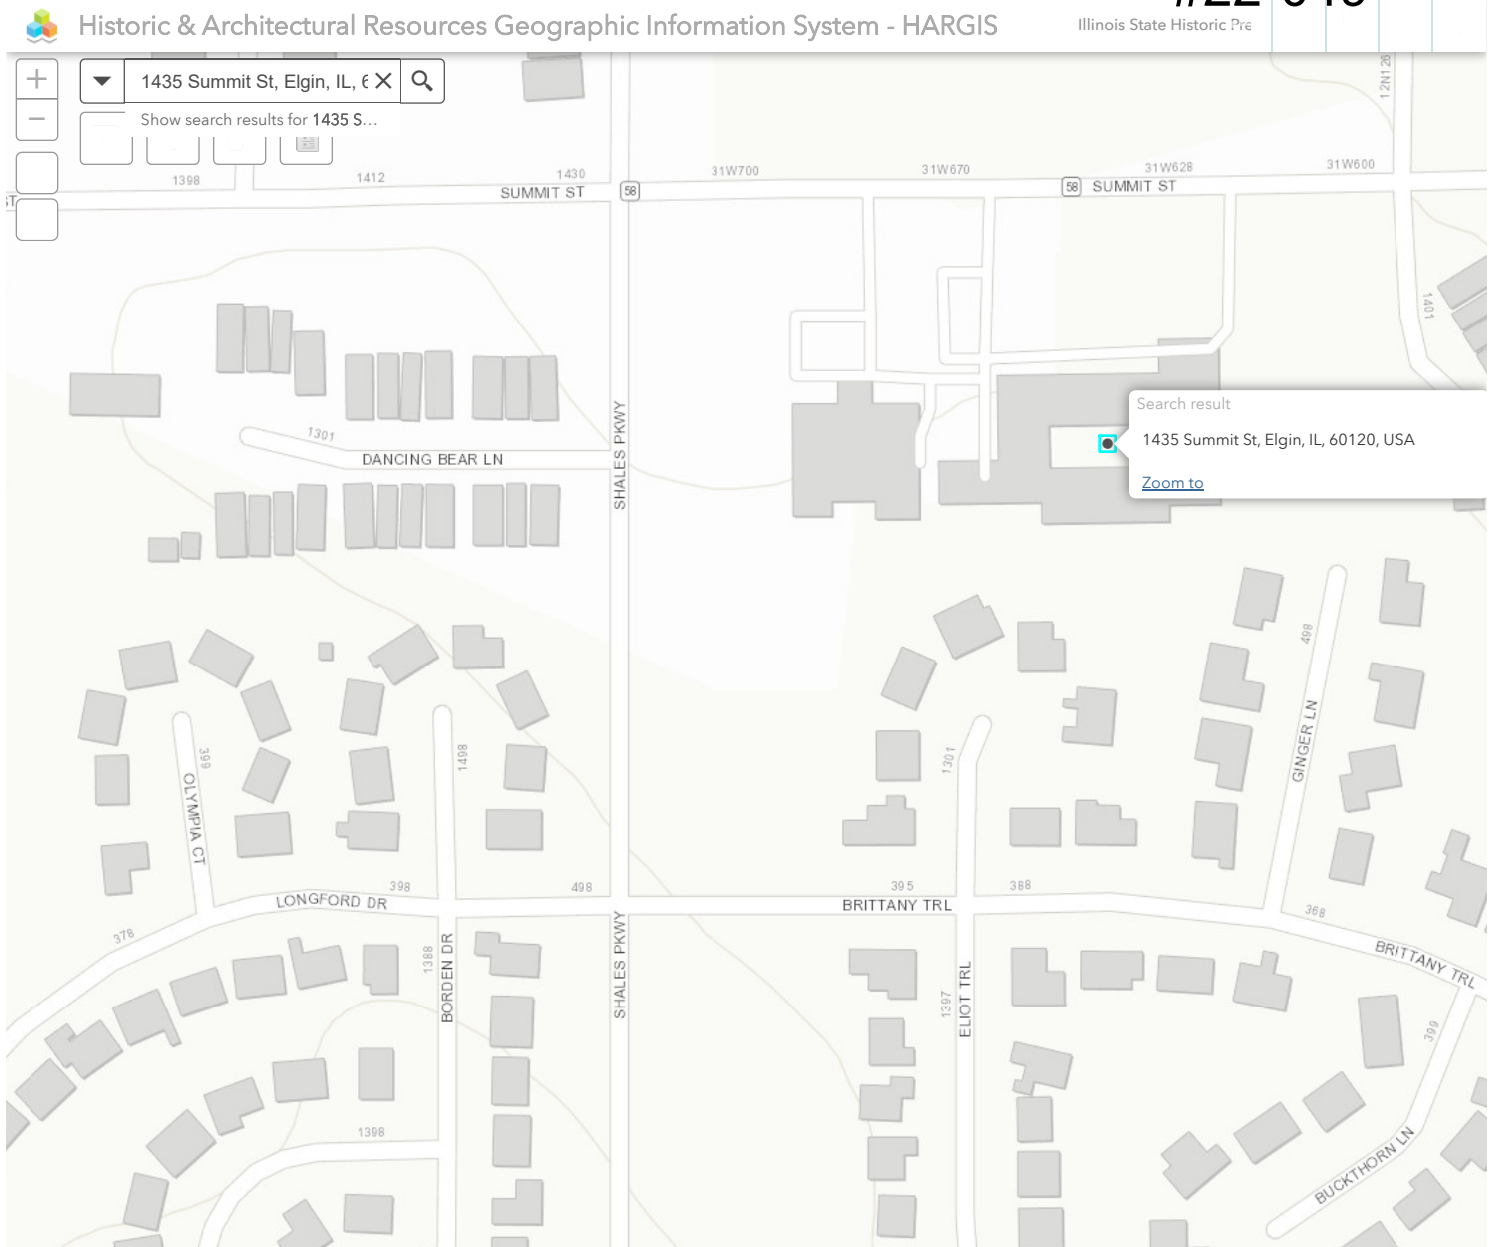 Historic & Architectural Resources Geographic Information System - HARGIS
Illinois State Historic Pre
1435 Summit St, Elgin, IL, 6
Show search results for 1435 S...
12N126
1398
1412
1430
31W700
31W670
31W628
31W600
ST
SUMMIT ST
58
58
SUMMIT ST
1401
Search result
1435 Summit St, Elgin, IL, 60120, USA
Zoom to
1301
DANCING BEAR LN
SHALES PKWY
498
GINGER LN
399
OLYMPIA CT
1498
1301
398
498
395
388
368
LONGFORD DR
BRITTANY TRL
BRITTANY TRL
378
1388
BORDEN DR
SHALES PKWY
1397
ELIOT TRL
399
1398
BUCKTHORN LN